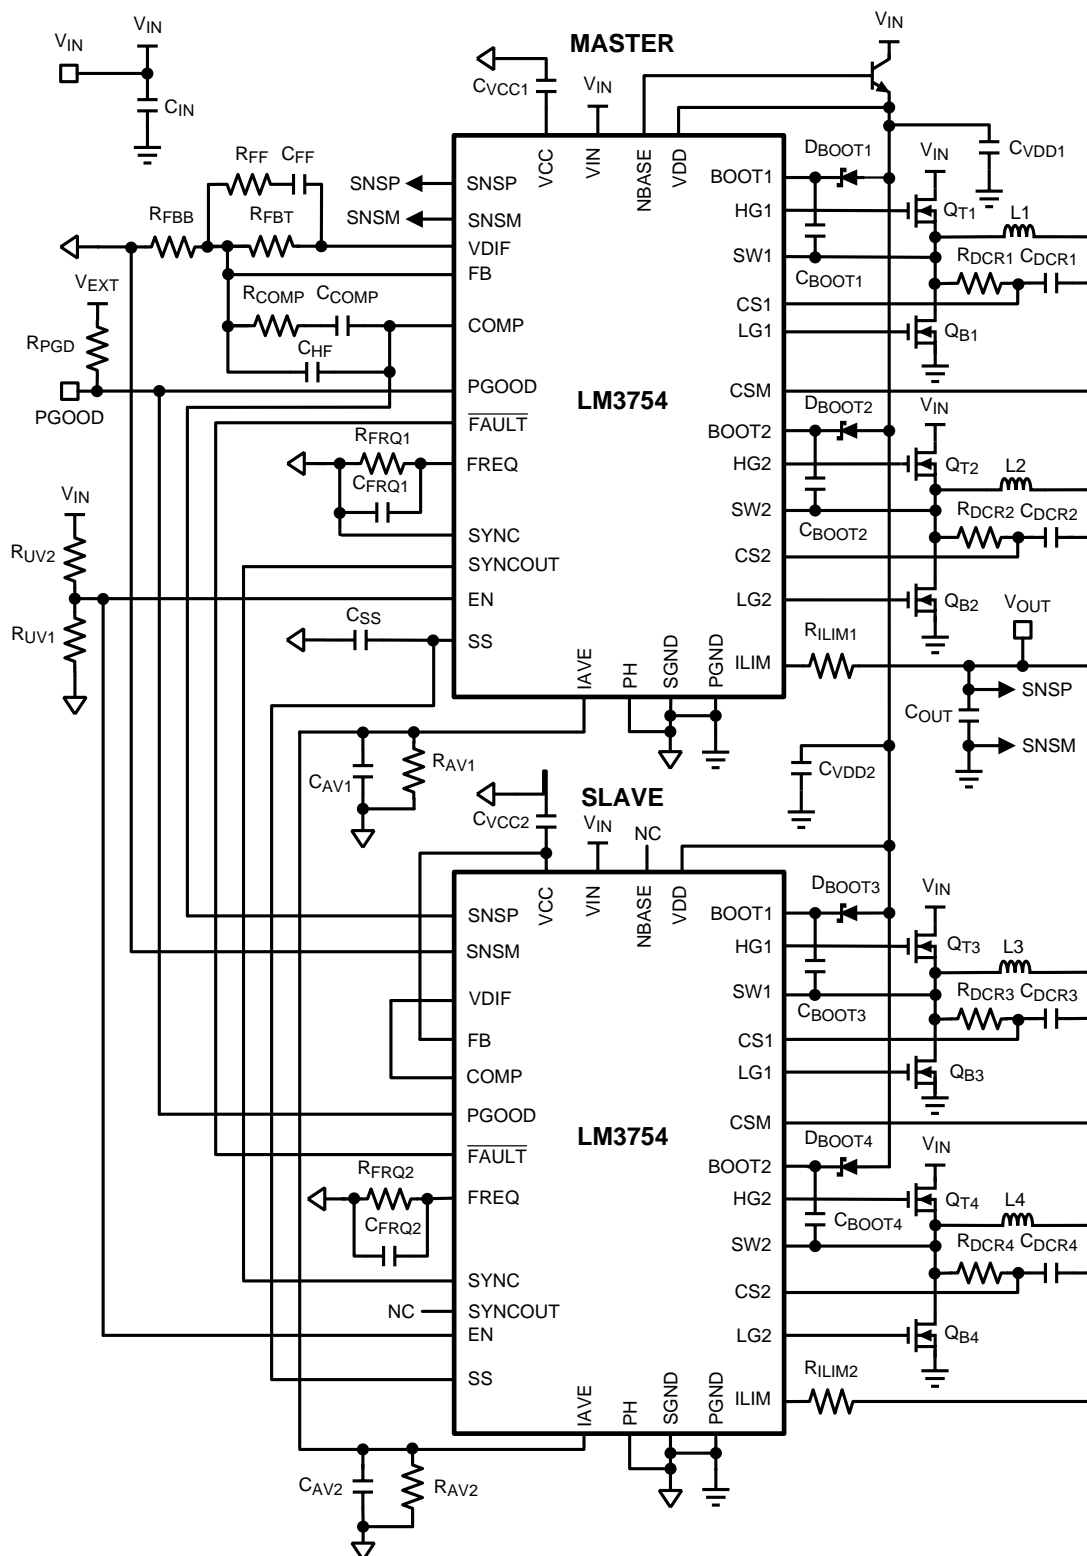 VIN
VIN
CIN
MASTER
VIN
CVCC1
VIN
CVDD1
VCC
VIN
NBASE
VDD
RFF
CFF
RFBB
RFBT
SNSP
SNSM
SNSP
SNSM
VDIF
FB
VEXT
RCOMP
CCOMP
COMP
RPGD
CHF
PGOOD
PGOOD
FAULT
RFRQ1
FREQ
CFRQ1
SYNC
VIN
SYNCOUT
RUV2
EN
RUV1
CSS
SS
LM3754
BOOT1
DBOOT1
VIN
HG1
QT1
L1
SW1
CBOOT1
RDCR1
CDCR1
CS1
LG1
QB1
CSM
DBOOT2
VIN
BOOT2
HG2
QT2
L2
SW2
CBOOT2
RDCR2
CDCR2
CS2
LG2
QB2
VOUT
RILIM1
ILIM
SNSP
COUT
SNSM
IAVE
PH
SGND
PGND
CAV1
RAV1
CVDD2
SLAVE
CVCC2
VIN
NC
VCC
VIN
NBASE
VDD
SNSP
SNSM
VDIF
FB
COMP
PGOOD
FAULT
RFRQ2
FREQ
CFRQ2
SYNC
NC
SYNCOUT
EN
SS
LM3754
DBOOT3
VIN
BOOT1
HG1
QT3
L3
SW1
CBOOT3
RDCR3
CDCR3
CS1
LG1
QB3
CSM
DBOOT4
VIN
BOOT2
HG2
QT4
L4
CBOOT4
SW2
RDCR4
CDCR4
CS2
LG2
QB4
RILIM2
ILIM
IAVE
PH
SGND
PGND
CAV2
RAV2